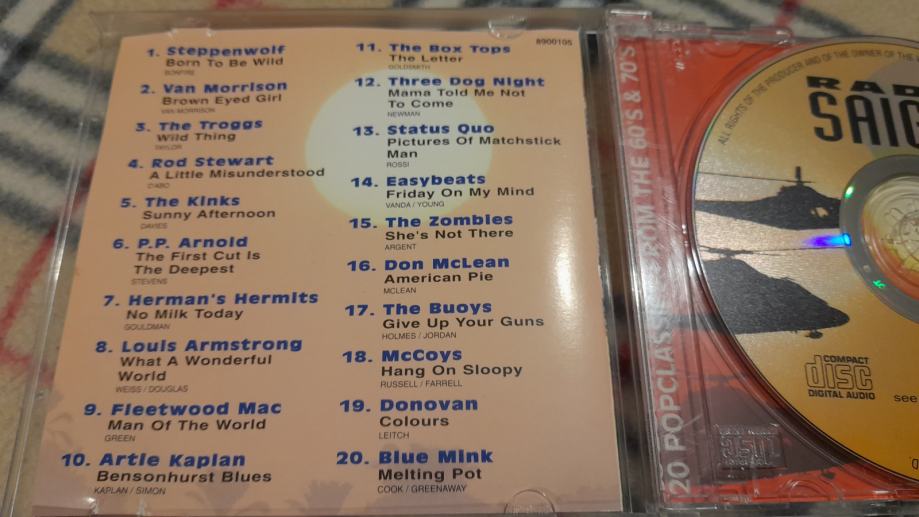 1. Steppenwolf
Born To Be Wild
BONFIRE
2. Van Morrison
Brown Eyed Girl
VAN MORRISON
3. The Troggs
Wild Thing
TAYLOR
4. Rod Stewart
A Little Misunderstood
D'ABO
5. The Kinks
Sunny Afternoon
DAVIES
6. P.P. Arnold
The First Cut Is
The Deepest
STEVENS
7. Herman's Hermits
No Milk Today
GOULDMAN
8. Louis Armstrong
What A Wonderful
World
WEISS / DOUGLAS
9. Fleetwood Mac
Man Of The World
GREEN
10. Artie Kaplan
Bensonhurst Blues
KAPLAN / SIMON
8900105
11. The Box Tops
The Letter
GOLDSMITH
12. Three Dog Night
Mama Told Me Not
To Come
NEWMAN
13. Status Quo
Pictures Of Matchstick
Man
ROSSI
14. Easybeats
Friday On My Mind
VANDA / YOUNG
15. The Zombies
She's Not There
ARGENT
16. Don McLean
American Pie
MCLEAN
17. The Buoys
Give Up Your Guns
HOLMES / JORDAN
18. McCoys
Hang On Sloopy
RUSSELL / FARRELL
19. Donovan
Colours
LEITCH
20. Blue Mink
Melting Pot
COOK / GREENAWAY
20 POPCLASSICS FROM THE 60'S & 70'S
ALL RIGHTS OF THE PRODUCER AND OF THE OWNER OF THE
RAD
SAIG
COMPACT
disc
DIGITAL AUDIO
see